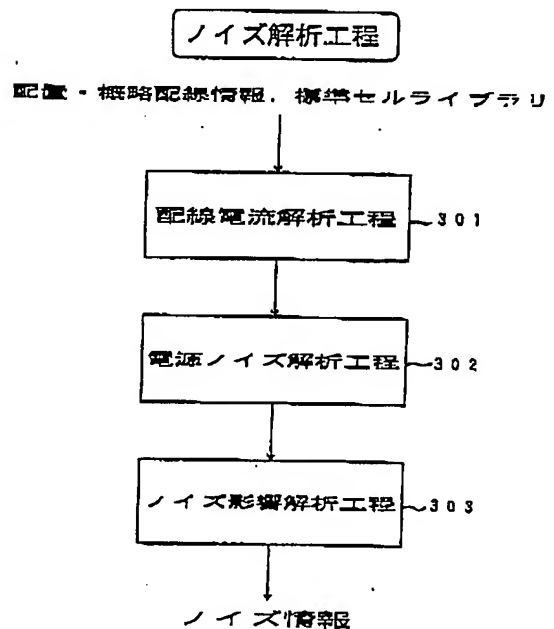 ノイズ解析工程
配置・概略配線情報, 標準セルライブラリ
配線電流解析工程
301
電源ノイズ解析工程
302
ノイズ影響解析工程
303
ノイズ情報